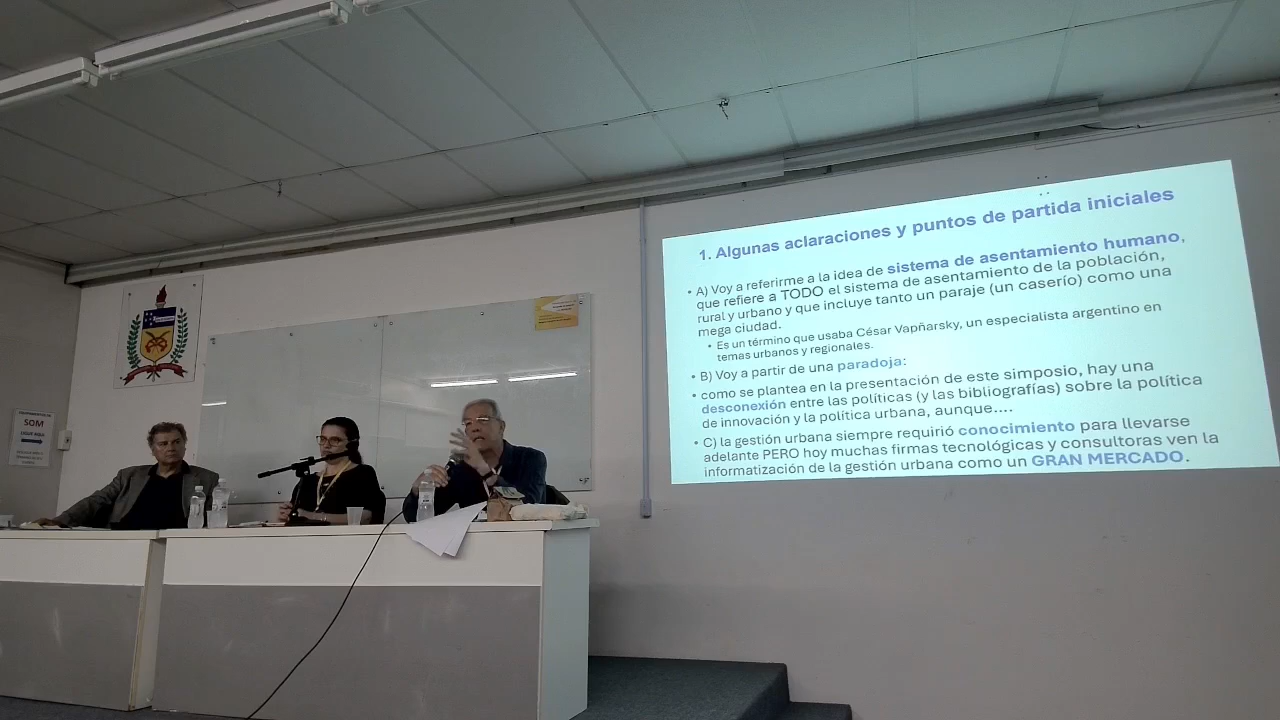 1. Algunas aclaraciones y puntos de partida iniciales
• A) Voy a referirme a la idea de sistema de asentamiento humano,
que refiere a TODO el sistema de asentamiento de la población,
rural y urbano y que incluye tanto un paraje (un caserío) como una
mega ciudad.
• Es un término que usaba César Vapñarsky, un especialista argentino en
temas urbanos y regionales.
• B) Voy a partir de una paradoja:
• como se plantea en la presentación de este simposio, hay una
desconexión entre las políticas (y las bibliografías) sobre la política
de innovación y la política urbana, aunque....
• C) la gestión urbana siempre requirió conocimiento para llevarse
adelante PERO hoy muchas firmas tecnológicas y consultoras ven la
informatización de la gestión urbana como un GRAN MERCADO.
SOM